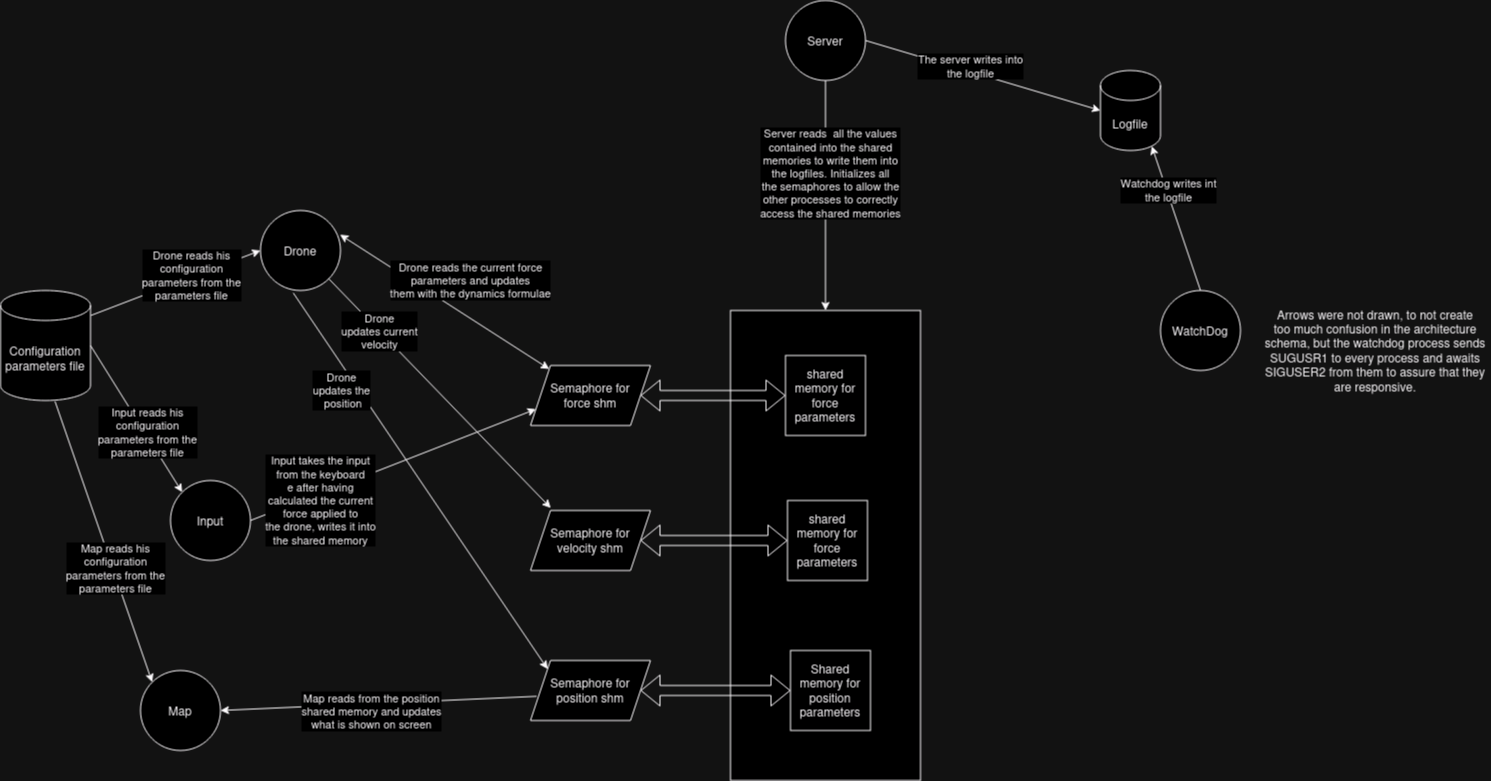 Server
The server writes into
the logfile
Logfile
Server reads  all the values
contained into the shared
memories to write them into
the logfiles. Initializes all
the semaphores to allow the
other processes to correctly
access the shared memories
Watchdog writes int
the logfile
WatchDog
Arrows were not drawn, to not create
too much confusion in the architecture
schema, but the watchdog process sends
SUGUSR1 to every process and awaits
SIGUSER2 from them to assure that they
are responsive.
Drone
Drone reads his
configuration
parameters from the
parameters file
Drone reads the current force
parameters and updates
them with the dynamics formulae
Drone
updates current
velocity
Drone
updates the
position
Configuration
parameters file
Input reads his
configuration
parameters from the
parameters file
Input
Input takes the input
from the keyboard
e after having
calculated the current
force applied to
the drone, writes it into
the shared memory
Map reads his
configuration
parameters from the
parameters file
Map
Map reads from the position
shared memory and updates
what is shown on screen
Semaphore for
force shm
shared
memory for
force
parameters
Semaphore for
velocity shm
shared
memory for
force
parameters
Semaphore for
position shm
Shared
memory for
position
parameters